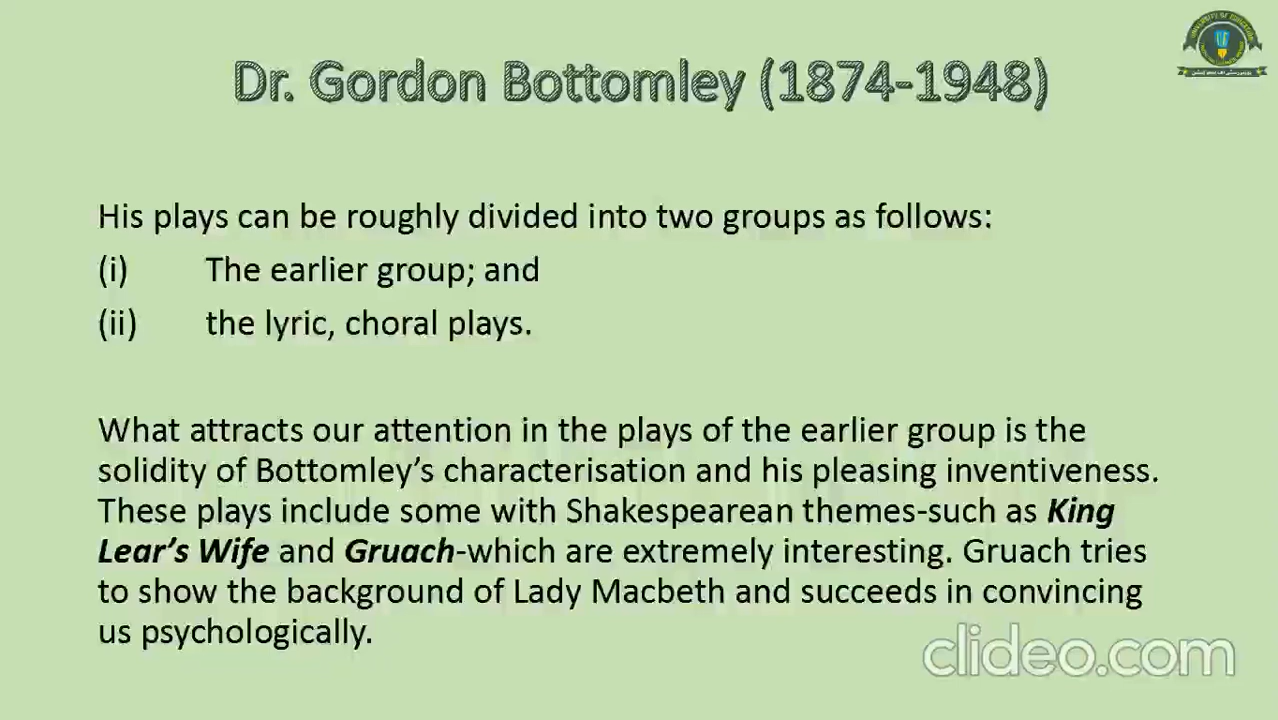 Dr. Gordon Bottomley (1874-1948)
His plays can be roughly divided into two groups as follows:
(i) The earlier group; and
(ii) the lyric, choral plays.
What attracts our attention in the plays of the earlier group is the
solidity of Bottomley's characterisation and his pleasing inventiveness.
These plays include some with Shakespearean themes-such as King
Lear's Wife and Gruach-which are extremely interesting. Gruach tries
to show the background of Lady Macbeth and succeeds in convincing
us psychologically.
clideo.com